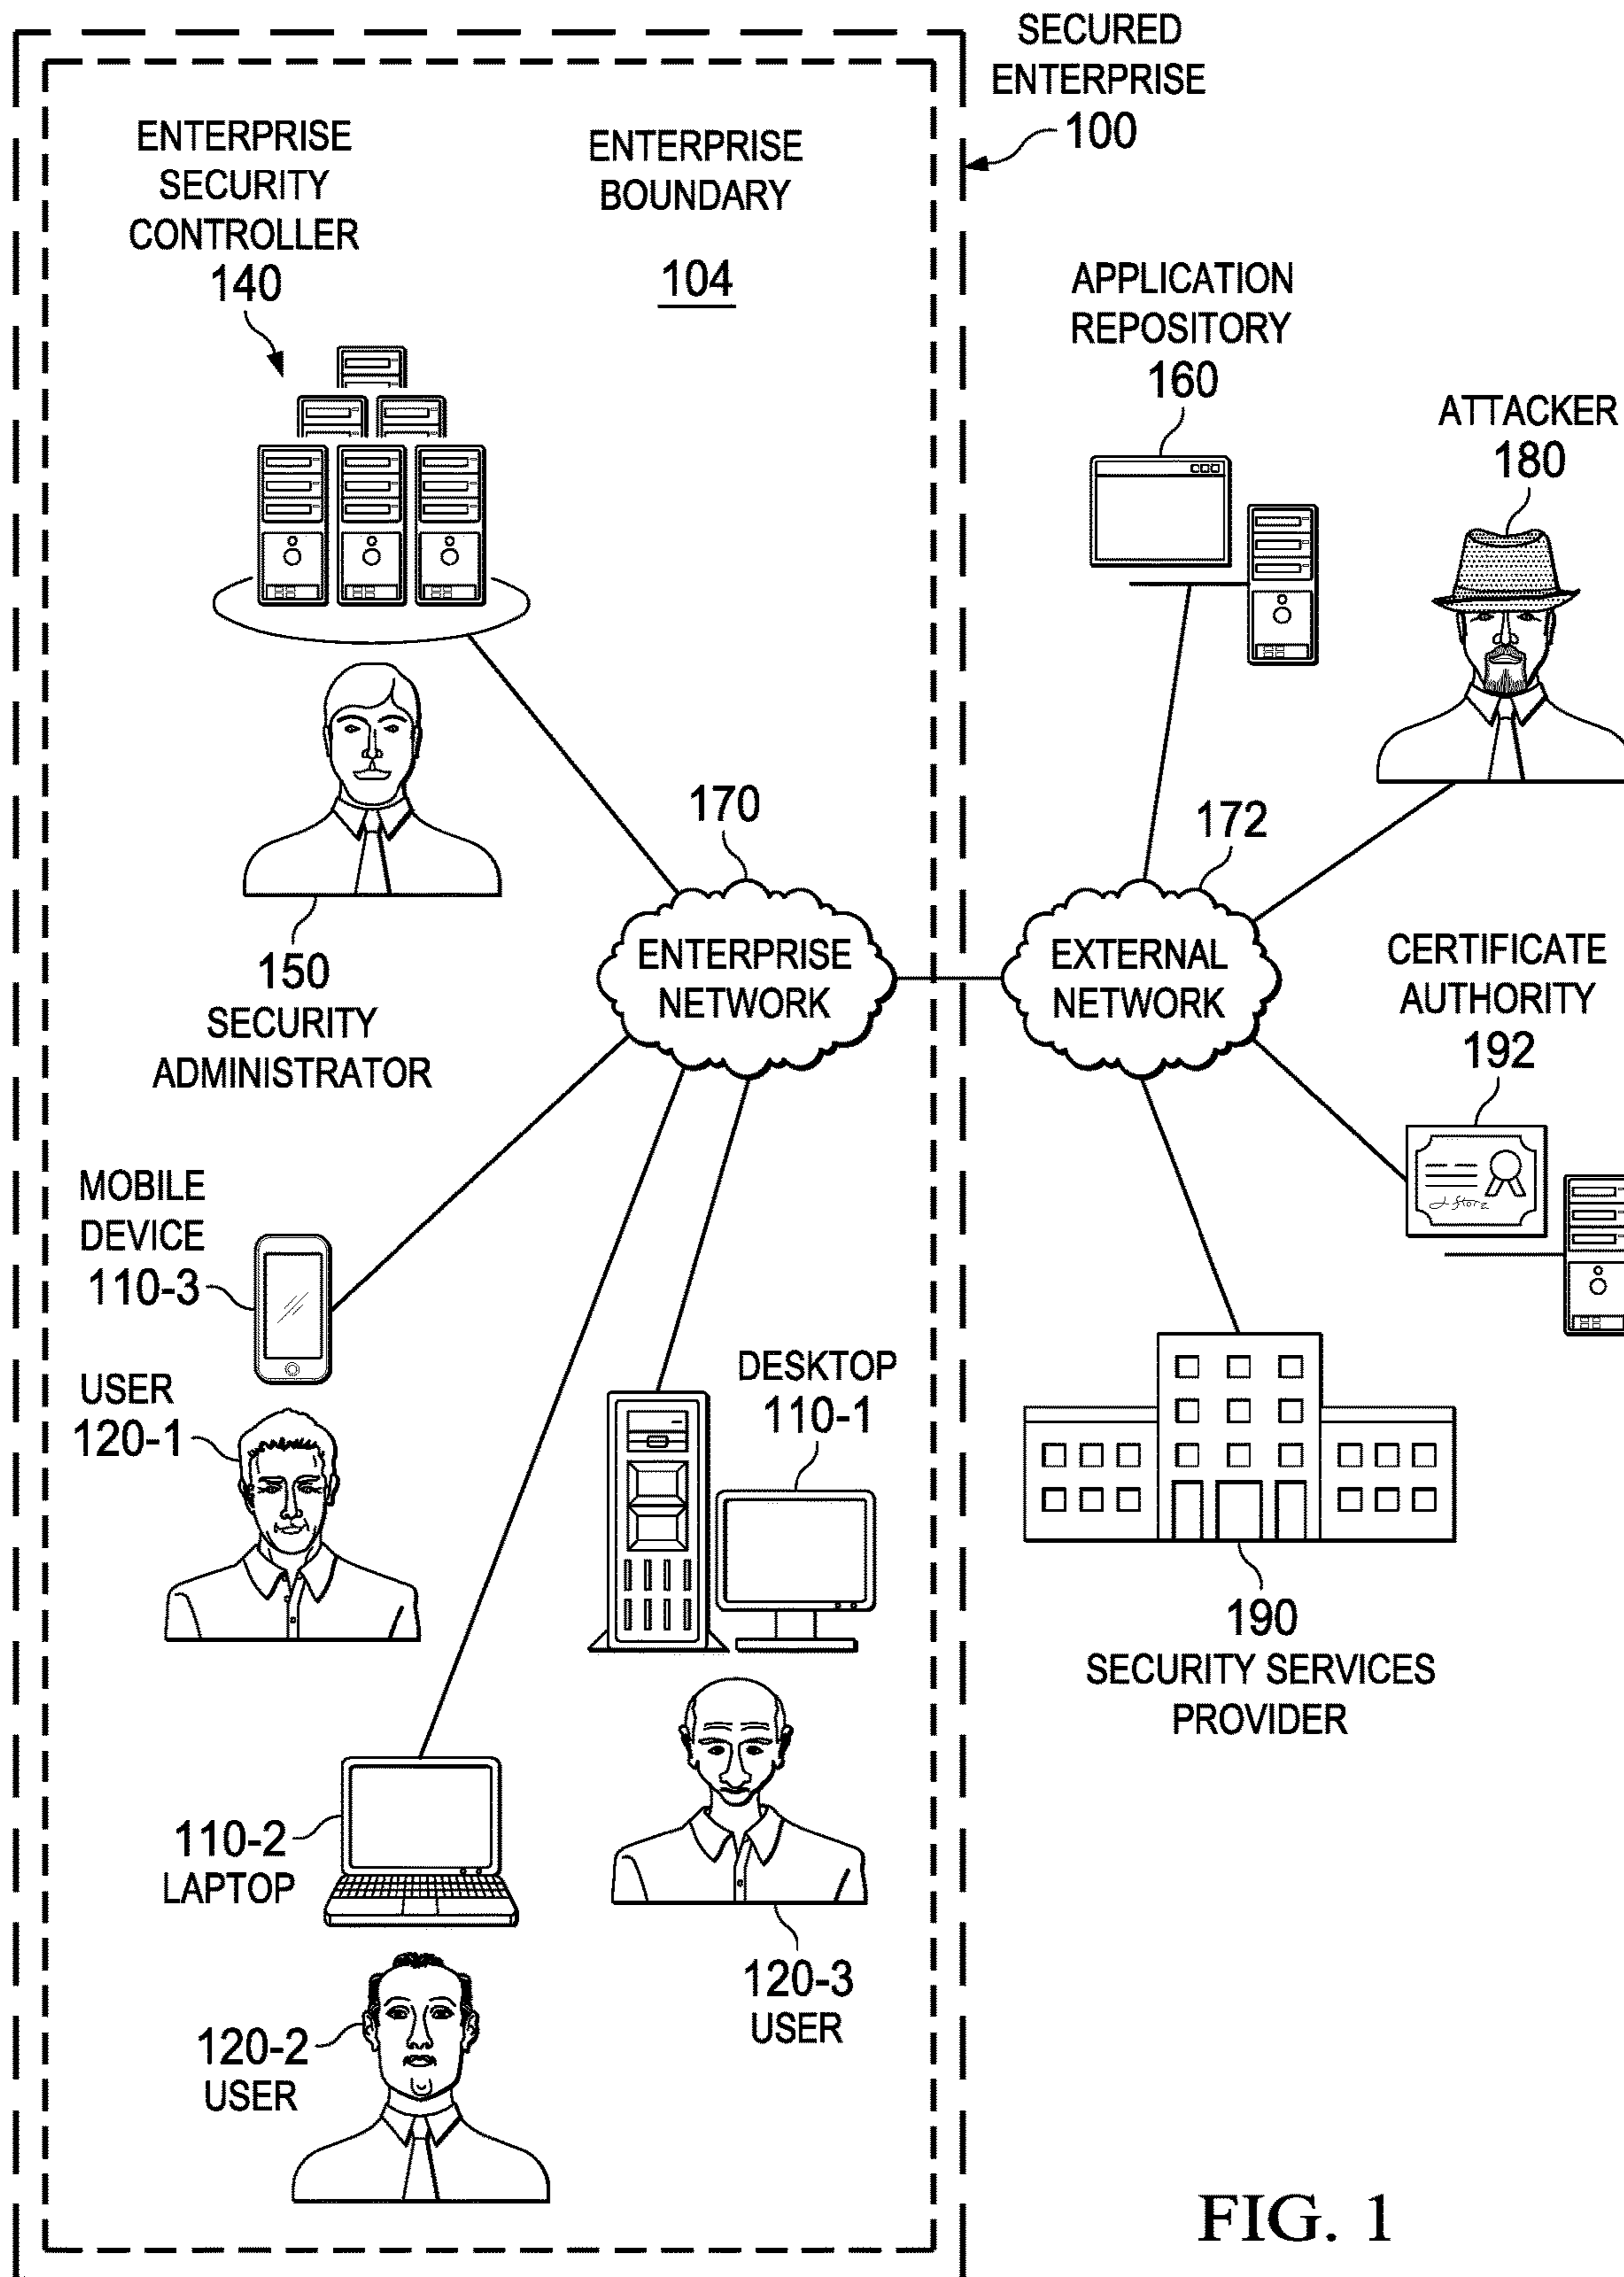 SECURED
ENTERPRISE
100
ENTERPRISE
SECURITY
CONTROLLER
140
ENTERPRISE
BOUNDARY
104
APPLICATION
REPOSITORY
160
ATTACKER
180
170
172
ENTERPRISE
NETWORK
EXTERNAL
NETWORK
150
SECURITY
ADMINISTRATOR
CERTIFICATE
AUTHORITY
192
MOBILE
DEVICE
110-3
USER
120-1
DESKTOP
110-1
190
SECURITY SERVICES
PROVIDER
110-2
LAPTOP
120-3
USER
120-2
USER
FIG. 1